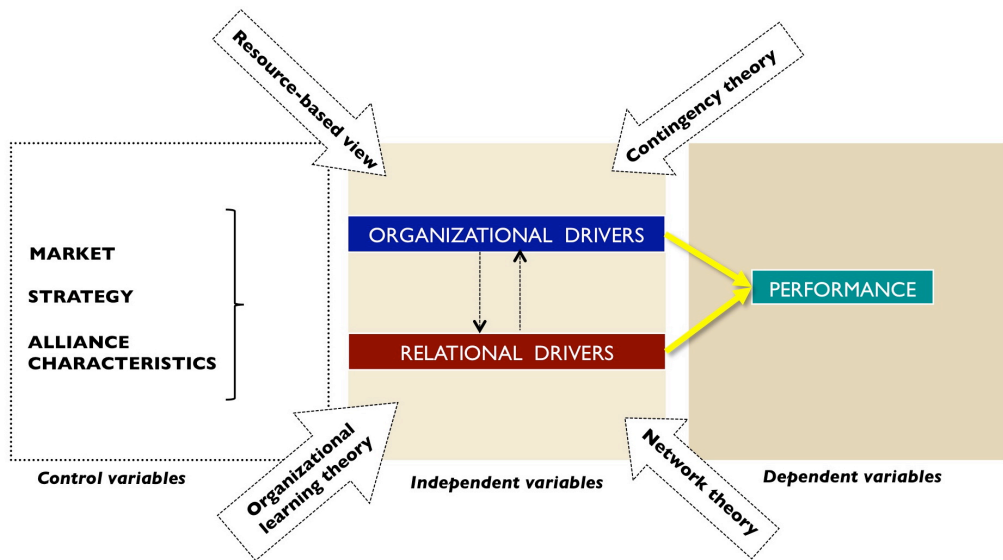 Resource-based view
Contingency theory
MARKET
STRATEGY
ALLIANCE
CHARACTERISTICS
ORGANIZATIONAL DRIVERS
RELATIONAL DRIVERS
PERFORMANCE
Organizational
learning theory
Network theory
Control variables
Independent variables
Dependent variables